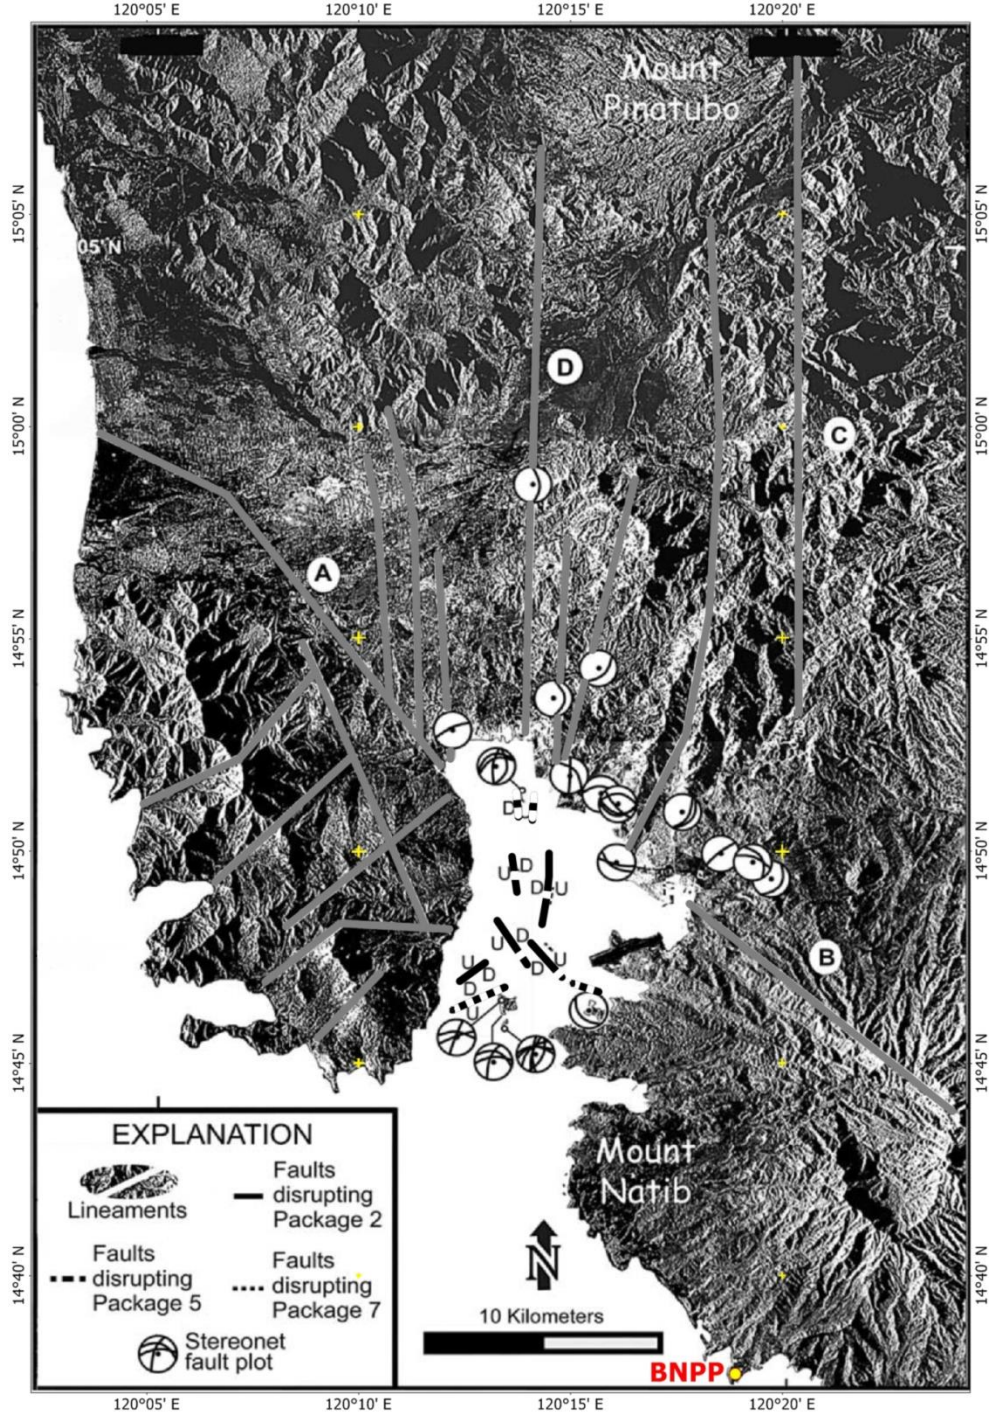 120°05' E 120°10' E 120°15' E 120°20' E
Mount
Pinatubo
15°05' N 15°05' N
05' N
D
15°00' N 15°00' N
C
A
14°55' N 14°55' N
D
14°50' N 14°50' N
U D
D U
D
U U
B
U D
D
D
U
14°45' N 14°45' N
EXPLANATION
Lineaments
Faults
disrupting
Package 2
Faults
disrupting
Package 5
Faults
disrupting
Package 7
Stereonet
fault plot
Mount
Natib
N
14°40' N 14°40' N
10 Kilometers
BNPP
120°05' E 120°10' E 120°15' E 120°20' E